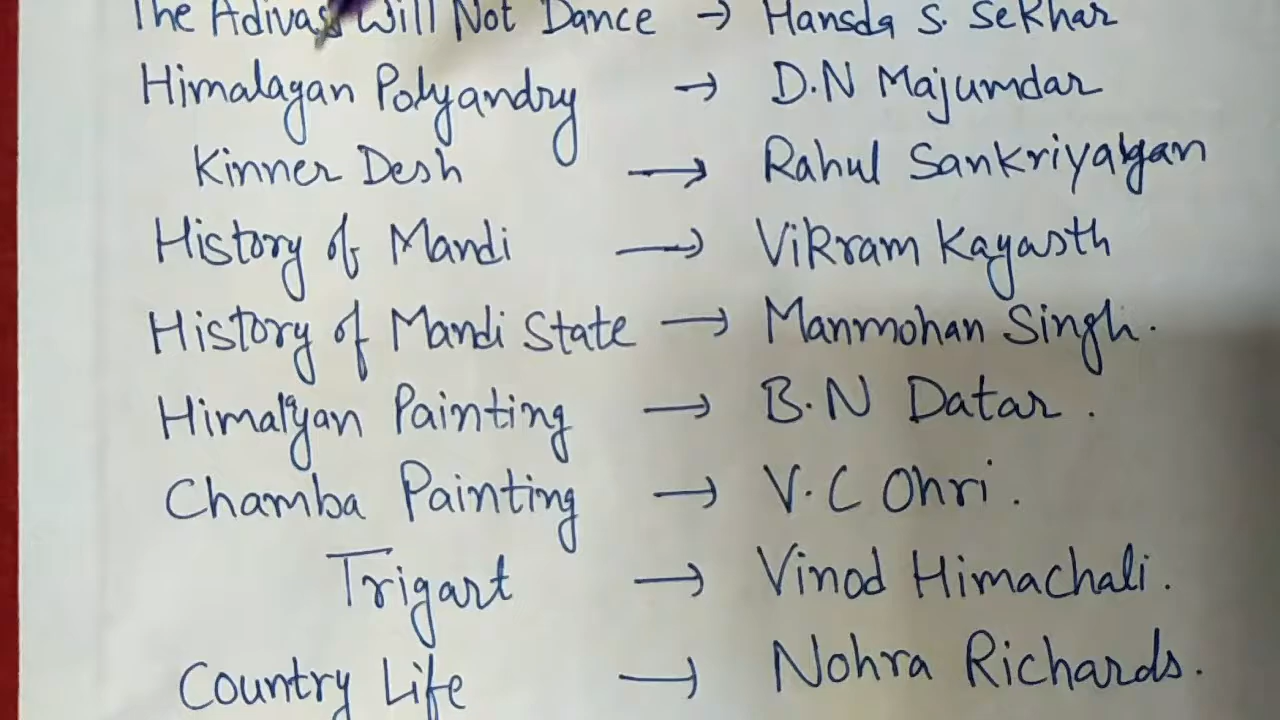 The Adivasi Will Not Dance → Hansda S. Sekhar
Himalayan Polyandry → D.N Majumdar
Kinner Desh → Rahul Sankriyalyan
History of Mandi → Vikram Kayasth
History of Mandi State → Manmohan Singh.
Himalyan Painting → B.N Datar.
Chamba Painting → V.C Ohri.
Trigart → Vinod Himachali.
Country Life → Nohra Richards.